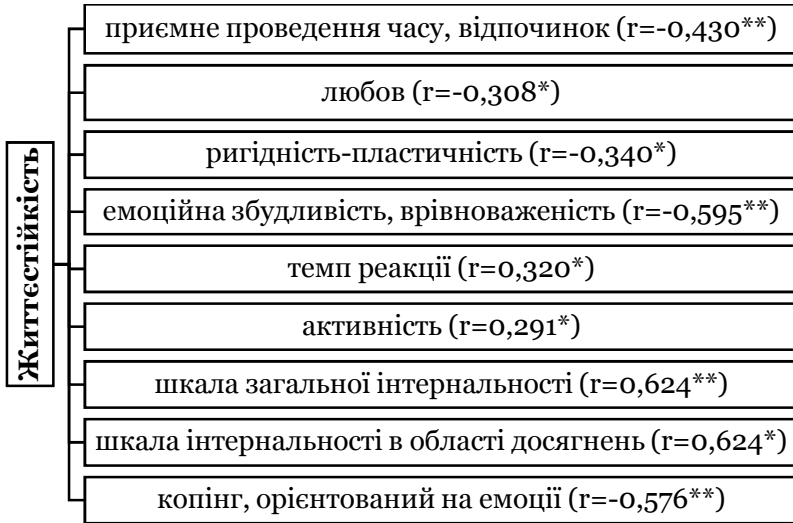 Життєстійкість
приємне проведення часу, відпочинок (r=-0,430**)
любов (r=-0,308*)
ригідність-пластичність (r=-0,340*)
емоційна збудливість, врівноваженість (r=-0,595**)
темп реакції (r=0,320*)
активність (r=0,291*)
шкала загальної інтернальності (r=0,624**)
шкала інтернальності в області досягнень (r=0,624*)
копінг, орієнтований на емоції (r=-0,576**)